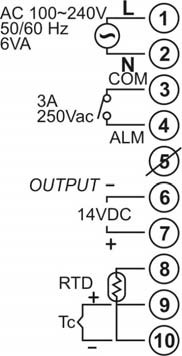 AC 100~240V
50/60 Hz
6VA
L
1
2
N
COM
3
3A
250Vac
4
ALM
5
OUTPUT –
6
14VDC
7
+
8
RTD
+
9
Tc
–
10